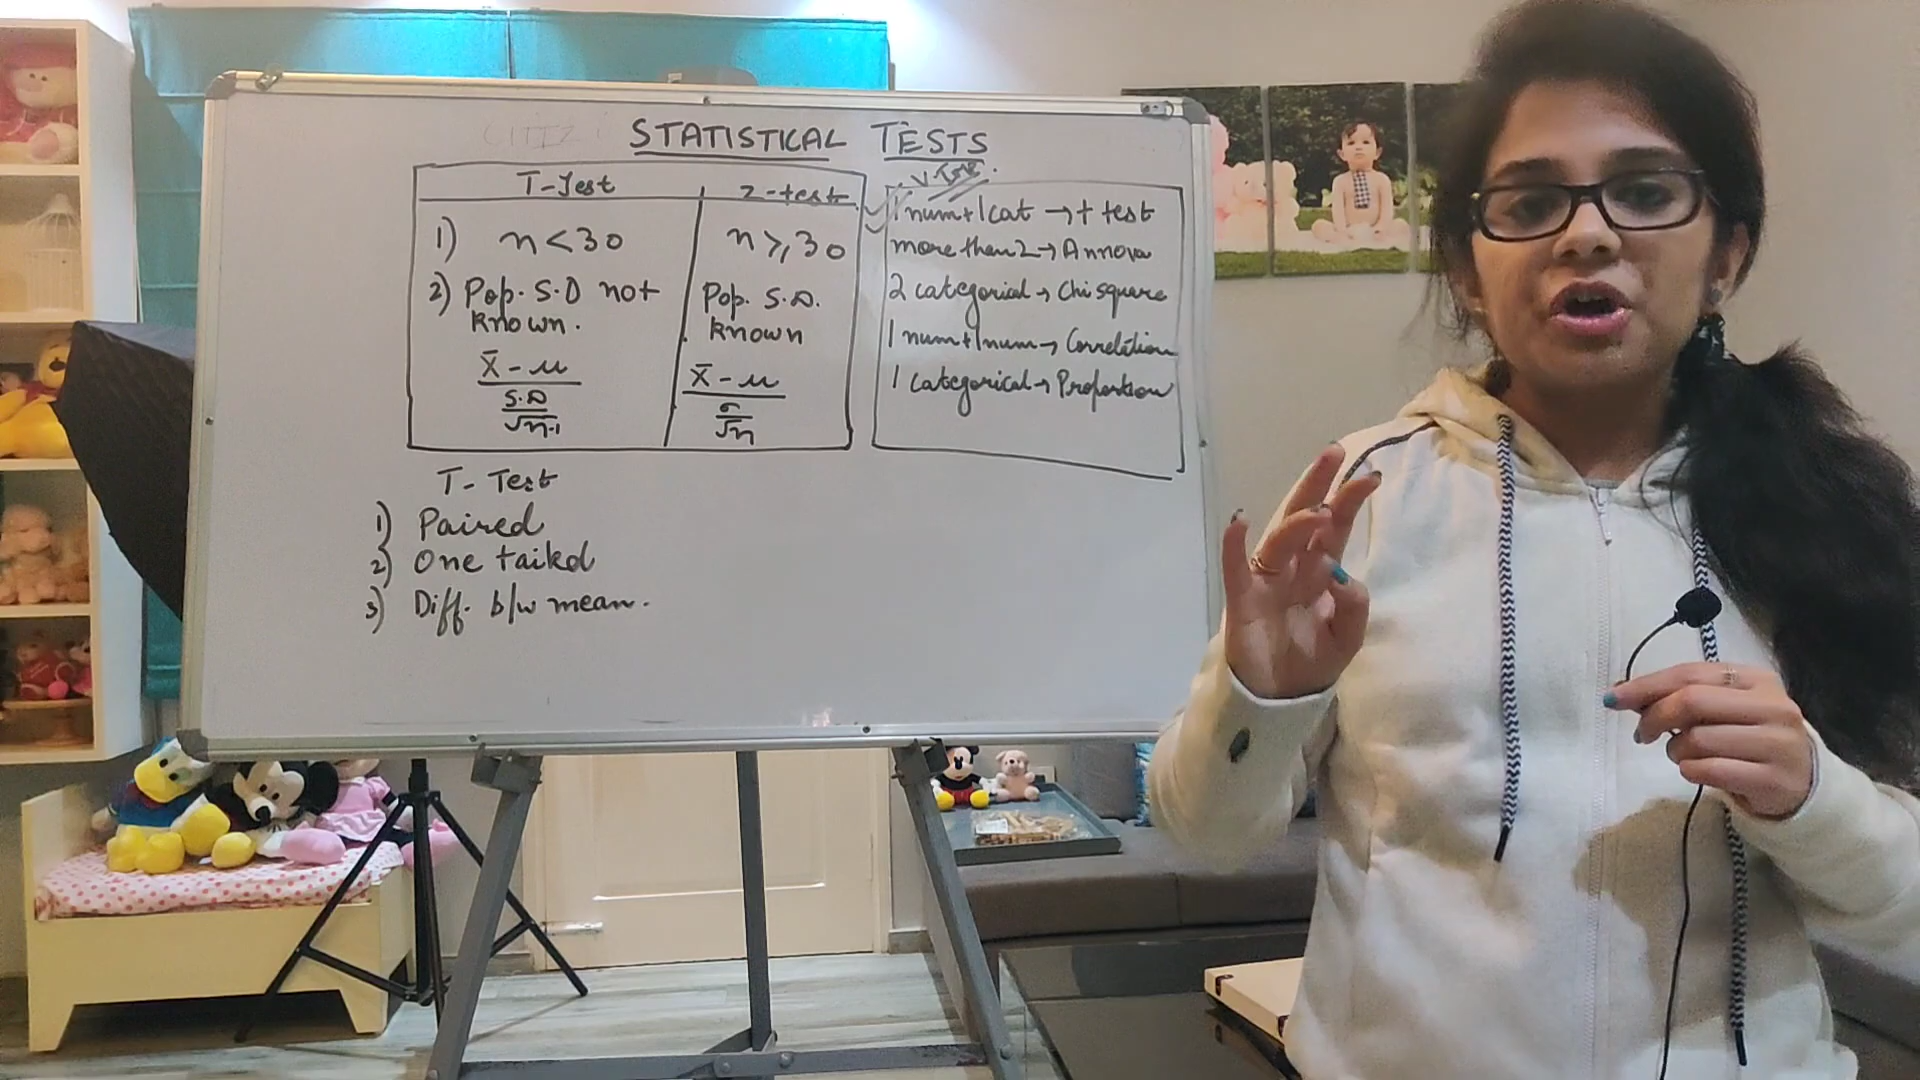 STATISTICAL TESTS
T-Test
Z-test
1) n < 30
n ≥ 30
2) Pop. S.D not
known.
Pop. S.D.
known
x̄ - μ
S.D
√n-1
x̄ - μ
σ
√n
1 num + 1 cat → t test
more than 2 → Annova
2 categorial → Chi square
1 num + 1 num → Correlation
1 categorical → Proportion
T- Test
1) Paired
2) One tailed
3) Diff. b/w mean.